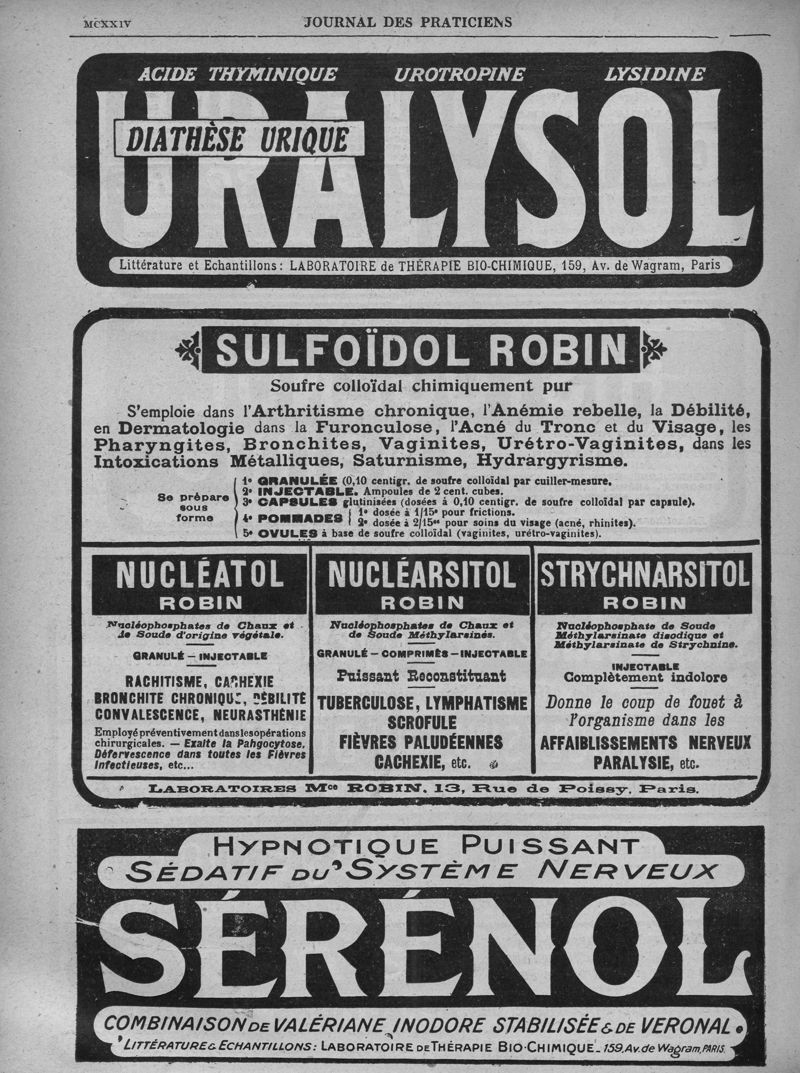 MCXXIV
JOURNAL DES PRATICIENS
ACIDE THYMINIQUE UROTROPINE LYSIDINE
URALYSOL
DIATHÈSE URIQUE
Littérature et Echantillons: LABORATOIRE de THÉRAPIE BIO-CHIMIQUE, 159, Av. de Wagram, Paris
SULFOÏDOL ROBIN
Soufre colloïdal chimiquement pur
S'emploie dans l'Arthritisme chronique, l'Anémie rebelle, la Débilité,
en Dermatologie dans la Furonculose, l'Acné du Tronc et du Visage, les
Pharyngites, Bronchites, Vaginites, Urétro-Vaginites, dans les
Intoxications Métalliques, Saturnisme, Hydrargyrisme.
Se prépare
sous
forme
1º GRANULÉE (0,10 centigr. de soufre colloïdal par cuiller-mesure.
2º INJECTABLE. Ampoules de 2 cent. cubes.
3º CAPSULES glutinisées (dosées à 0,10 centigr. de soufre colloïdal par capsule).
4º POMMADES
1º dosée à 1/15e pour frictions.
2º dosée à 2/15es pour soins du visage (acné, rhinites).
5º OVULES à base de soufre colloïdal (vaginites, urétro-vaginites).
NUCLÉATOL
ROBIN
Nucléophosphates de Chaux et
de Soude d'origine végétale.
GRANULÉ – INJECTABLE
RACHITISME, CACHEXIE
BRONCHITE CHRONIQUE, DÉBILITÉ
CONVALESCENCE, NEURASTHÉNIE
Employé préventivement dans les opérations
chirurgicales. — Exalte la Pahgocytose.
Défervescence dans toutes les Fièvres
Infectieuses, etc...
NUCLÉARSITOL
ROBIN
Nucléophosphates de Chaux et
de Soude Méthylarsinés.
GRANULÉ – COMPRIMÉS – INJECTABLE
Puissant Reconstituant
TUBERCULOSE, LYMPHATISME
SCROFULE
FIÈVRES PALUDÉENNES
CACHEXIE, etc.
STRYCHNARSITOL
ROBIN
Nucléophosphate de Soude
Méthylarsinate disodique et
Méthylarsinate de Strychnine.
INJECTABLE
Complètement indolore
Donne le coup de fouet à
l'organisme dans les
AFFAIBLISSEMENTS NERVEUX
PARALYSIE, etc.
LABORATOIRES Mce ROBIN, 13, Rue de Poissy, Paris.
HYPNOTIQUE PUISSANT
SÉDATIF DU SYSTÈME NERVEUX
SÉRÉNOL
COMBINAISON DE VALÉRIANE INODORE STABILISÉE & DE VERONAL.
LITTÉRATURE & ECHANTILLONS: LABORATOIRE DE THÉRAPIE BIO-CHIMIQUE_159, Av. de Wagram, PARIS.